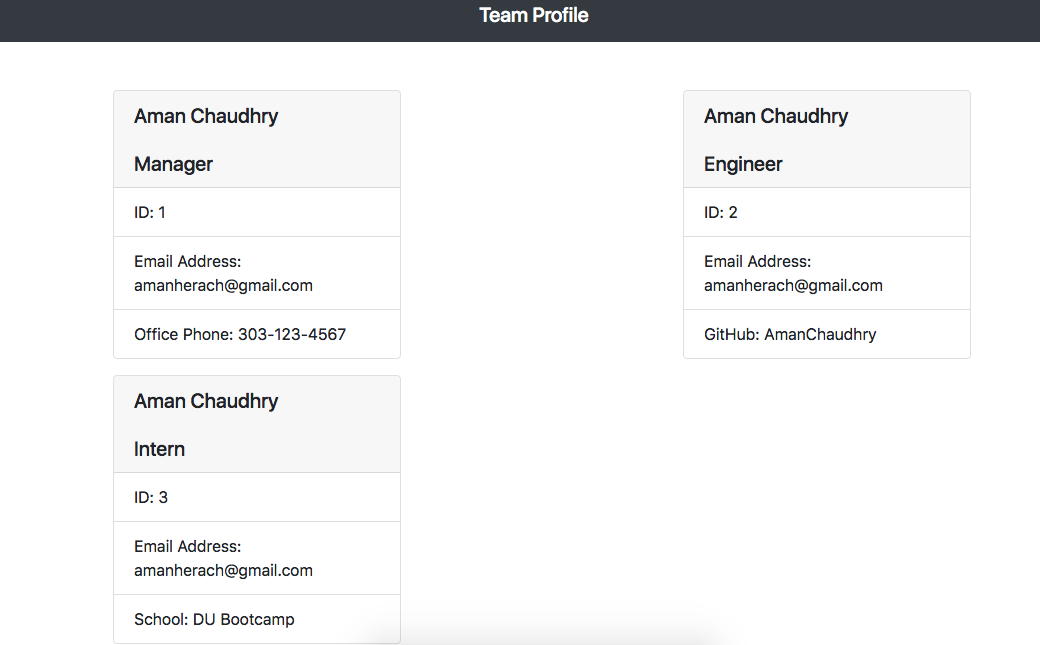 Team Profile
Aman Chaudhry
Manager
ID: 1
Email Address:
amanherach@gmail.com
Office Phone: 303-123-4567
Aman Chaudhry
Engineer
ID: 2
Email Address:
amanherach@gmail.com
GitHub: AmanChaudhry
Aman Chaudhry
Intern
ID: 3
Email Address:
amanherach@gmail.com
School: DU Bootcamp